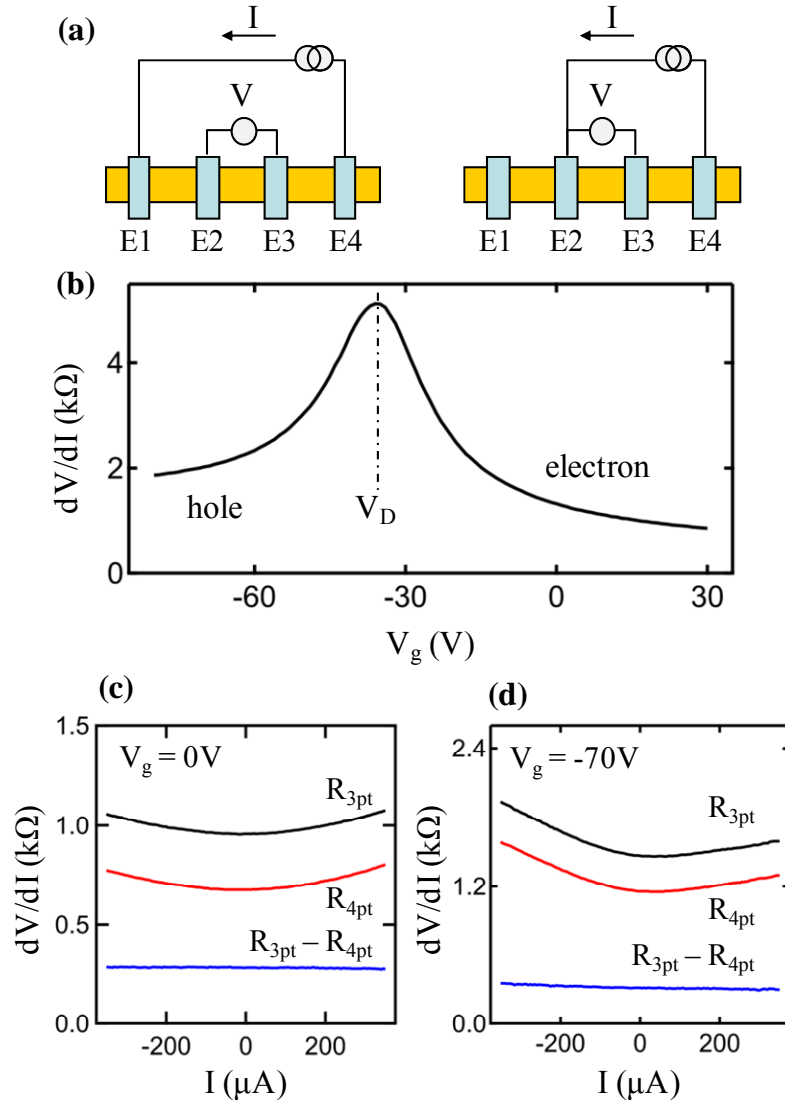 (a)
I I
V V
E1 E2 E3 E4 E1 E2 E3 E4
(b)
dV/dI (kΩ)
4
2
0
hole
V_D
electron
-60 -30 0 30
V_g (V)
(c)
dV/dI (kΩ)
1.5
1.0
0.5
0.0
V_g = 0V
R_3pt
R_4pt
R_3pt – R_4pt
-200 0 200
I (μA)
(d)
dV/dI (kΩ)
2.4
1.2
0.0
V_g = -70V
R_3pt
R_4pt
R_3pt – R_4pt
-200 0 200
I (μA)